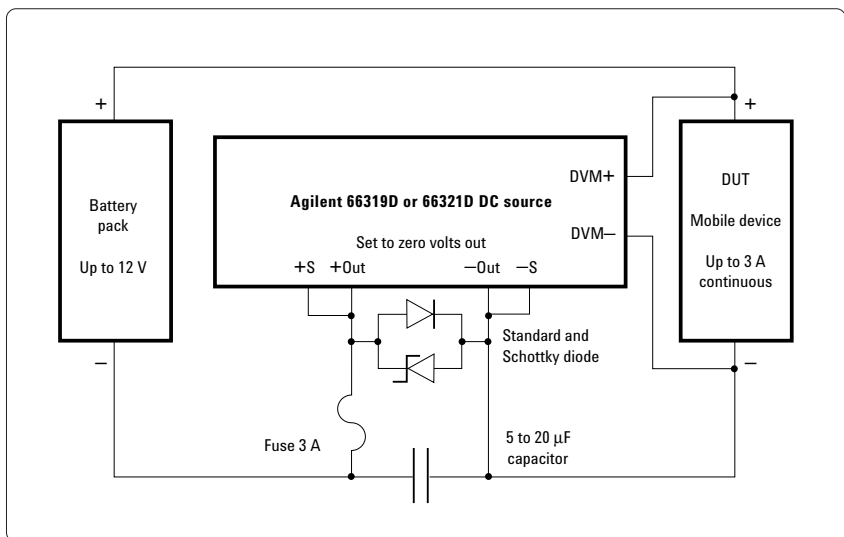 +
Battery
pack
Up to 12 V
−
Agilent 66319D or 66321D DC source
Set to zero volts out
+S +Out −Out −S
DVM+
DVM−
+
DUT
Mobile device
Up to 3 A
continuous
−
Standard and
Schottky diode
Fuse 3 A
5 to 20 µF
capacitor